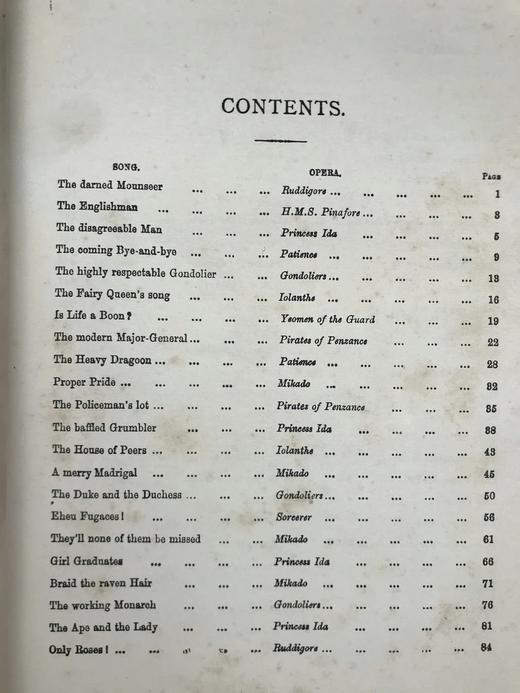 CONTENTS.
SONG. OPERA. PAGE
The darned Mounseer ... ... ... Ruddigore ... ... ... ... ... 1
The Englishman ... ... ... ... H.M.S. Pinafore ... ... ... ... 3
The disagreeable Man ... ... ... Princess Ida ... ... ... ... 5
The coming Bye-and-bye ... ... ... Patience ... ... ... ... ... 9
The highly respectable Gondolier ... ... Gondoliers ... ... ... ... ... 13
The Fairy Queen's song ... ... ... Iolanthe ... ... ... ... ... 16
Is Life a Boon? ... ... ... ... Yeomen of the Guard ... ... ... 19
The modern Major-General ... ... ... Pirates of Penzance ... ... ... 22
The Heavy Dragoon ... ... ... ... Patience ... ... ... ... ... 28
Proper Pride ... ... ... ... ... Mikado ... ... ... ... ... 32
The Policeman's lot ... ... ... ... Pirates of Penzance ... ... ... 35
The baffled Grumbler ... ... ... Princess Ida ... ... ... ... 38
The House of Peers ... ... ... ... Iolanthe ... ... ... ... ... 43
A merry Madrigal ... ... ... ... Mikado ... ... ... ... ... 45
The Duke and the Duchess ... ... ... Gondoliers ... ... ... ... ... 50
Eheu Fugaces! ... ... ... ... Sorcerer ... ... ... ... ... 56
They'll none of them be missed ... ... Mikado ... ... ... ... ... 61
Girl Graduates ... ... ... ... Princess Ida ... ... ... ... 66
Braid the raven Hair ... ... ... Mikado ... ... ... ... ... 71
The working Monarch ... ... ... Gondoliers ... ... ... ... ... 76
The Ape and the Lady ... ... ... Princess Ida ... ... ... ... 81
Only Roses! ... ... ... ... ... Ruddigore ... ... ... ... ... 84